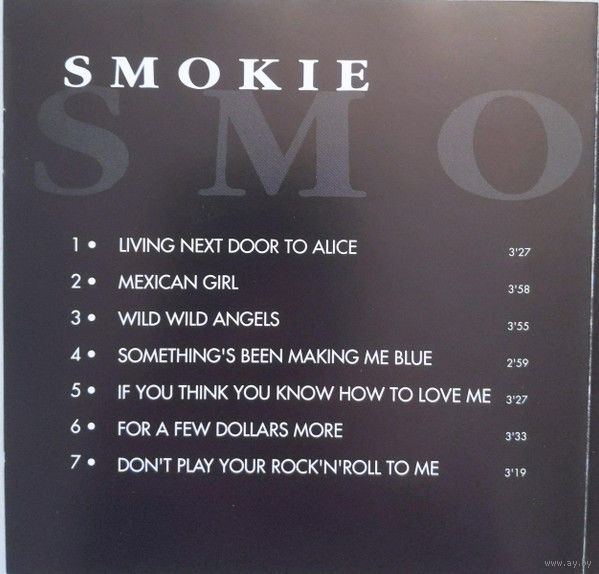 SMOKIE
SMO
1 • LIVING NEXT DOOR TO ALICE 3'27
2 • MEXICAN GIRL 3'58
3 • WILD WILD ANGELS 3'55
4 • SOMETHING'S BEEN MAKING ME BLUE 2'59
5 • IF YOU THINK YOU KNOW HOW TO LOVE ME 3'27
6 • FOR A FEW DOLLARS MORE 3'33
7 • DON'T PLAY YOUR ROCK'N'ROLL TO ME 3'19
www.ay.by